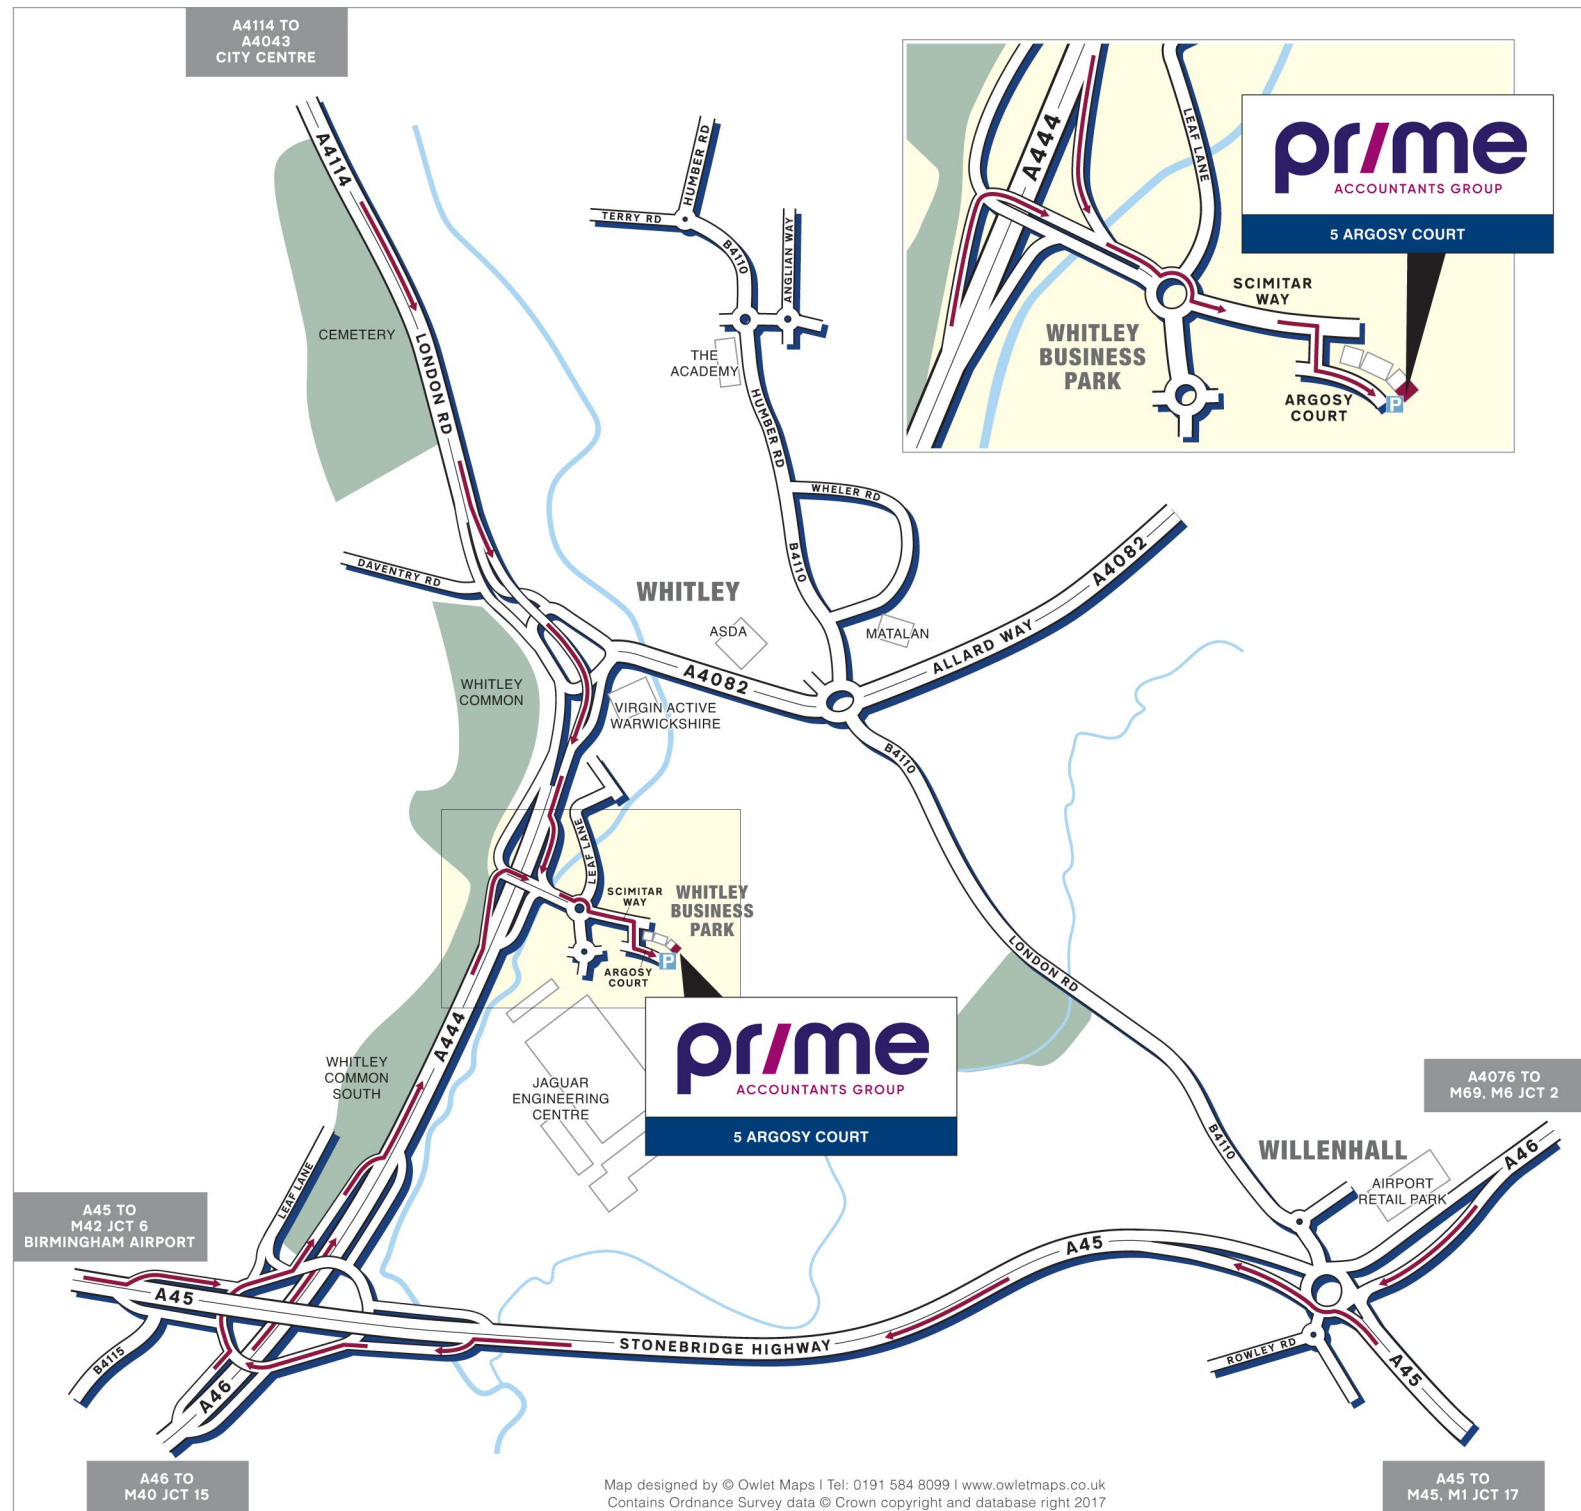 A4114 TO
A4043
CITY CENTRE
A4114
LONDON RD
CEMETERY
DAVENTRY RD
HUMBER RD
TERRY RD
B4110
ANGLIAN WAY
THE
ACADEMY
HUMBER RD
WHELER RD
B4110
WHITLEY
ASDA
MATALAN
A4082
ALLARD WAY
A4082
WHITLEY
COMMON
VIRGIN ACTIVE
WARWICKSHIRE
B4110
LEAF LANE
SCIMITAR
WAY
WHITLEY
BUSINESS
PARK
ARGOSY
COURT
P
LONDON RD
A444
WHITLEY
COMMON
SOUTH
JAGUAR
ENGINEERING
CENTRE
prime
ACCOUNTANTS GROUP
5 ARGOSY COURT
A444
LEAF LANE
prime
ACCOUNTANTS GROUP
5 ARGOSY COURT
SCIMITAR
WAY
WHITLEY
BUSINESS
PARK
ARGOSY
COURT
P
A4076 TO
M69, M6 JCT 2
B4110
WILLENHALL
A46
AIRPORT
RETAIL PARK
LEAF LANE
A45 TO
M42 JCT 6
BIRMINGHAM AIRPORT
A45
A45
STONEBRIDGE HIGHWAY
ROWLEY RD
A45
B4115
A46
A46 TO
M40 JCT 15
A45 TO
M45, M1 JCT 17
Map designed by © Owlet Maps | Tel: 0191 584 8099 | www.owletmaps.co.uk
Contains Ordnance Survey data © Crown copyright and database right 2017